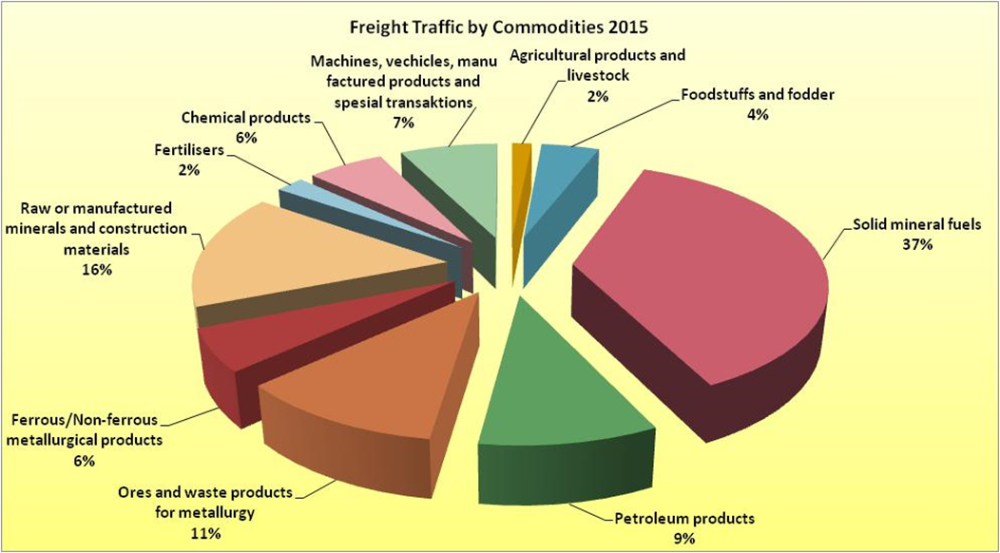 Freight Traffic by Commodities 2015
Machines, vechicles, manu
factured products and
spesial transaktions
7%
Agricultural products and
livestock
2%
Foodstuffs and fodder
4%
Chemical products
6%
Fertilisers
2%
Raw or manufactured
minerals and construction
materials
16%
Solid mineral fuels
37%
Ferrous/Non-ferrous
metallurgical products
6%
Ores and waste products
for metallurgy
11%
Petroleum products
9%